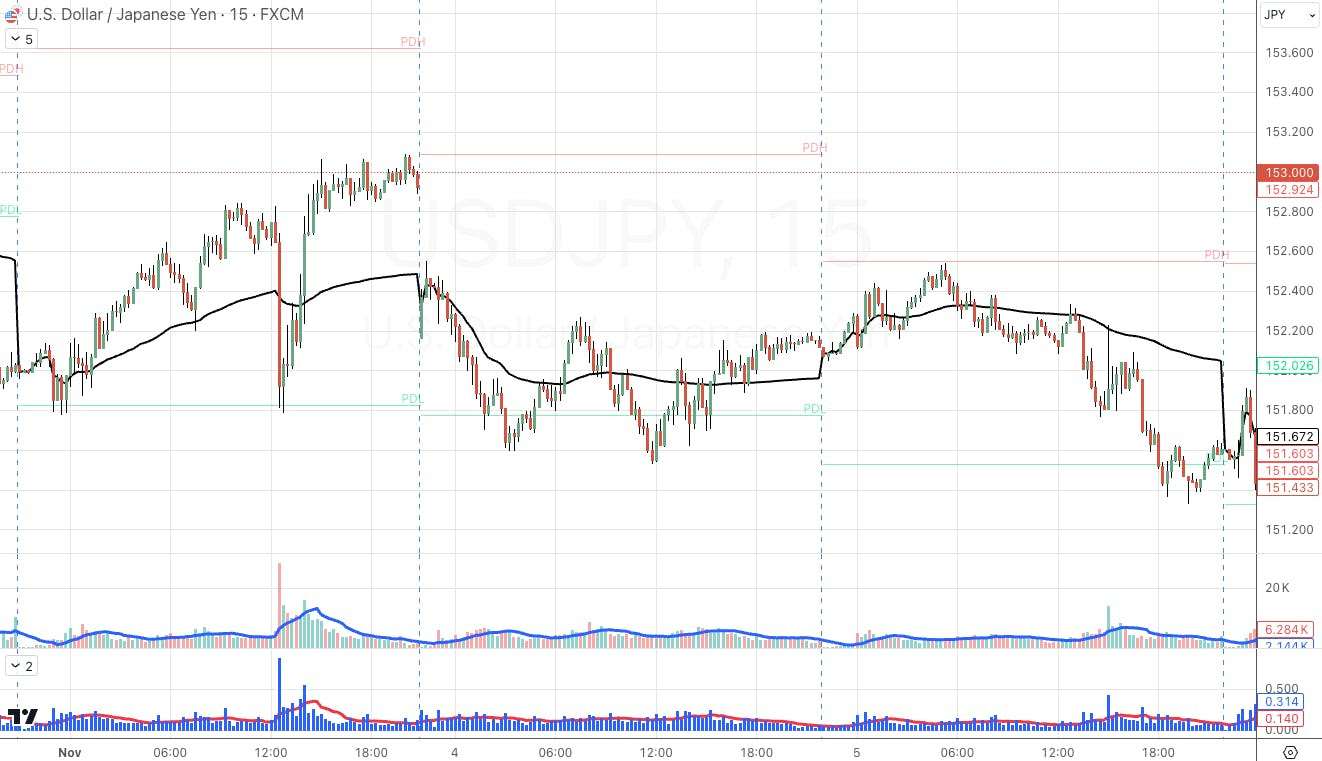 U.S. Dollar / Japanese Yen · 15 · FXCM
JPY
5
PDH
PDH
PDH
PDH
PDL
PDL
PDL
USDJPY, 15
U.S. Dollar / Japanese Yen
153.600
153.400
153.200
153.000
152.924
152.800
152.600
152.400
152.200
152.026
151.800
151.672
151.603
151.603
151.433
151.200
20K
6.284K
2.144K
2
0.500
0.314
0.140
0.000
Nov
06:00
12:00
18:00
4
06:00
12:00
18:00
5
06:00
12:00
18:00